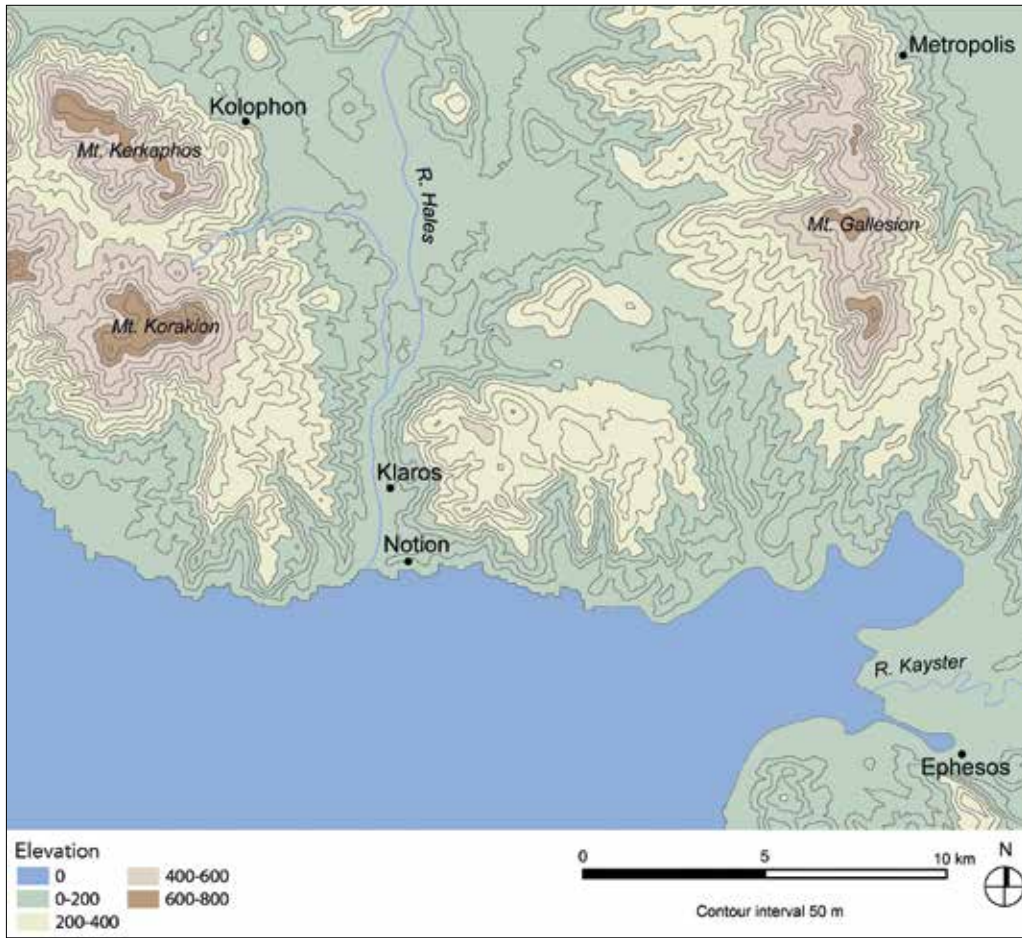 Metropolis
Kolophon
Mt. Kerkaphos
R. Hales
Mt. Gallesion
Mt. Korakion
Klaros
Notion
R. Kayster
Ephesos
Elevation
0
0-200
200-400
400-600
600-800
0 5 10 km
Contour interval 50 m
N